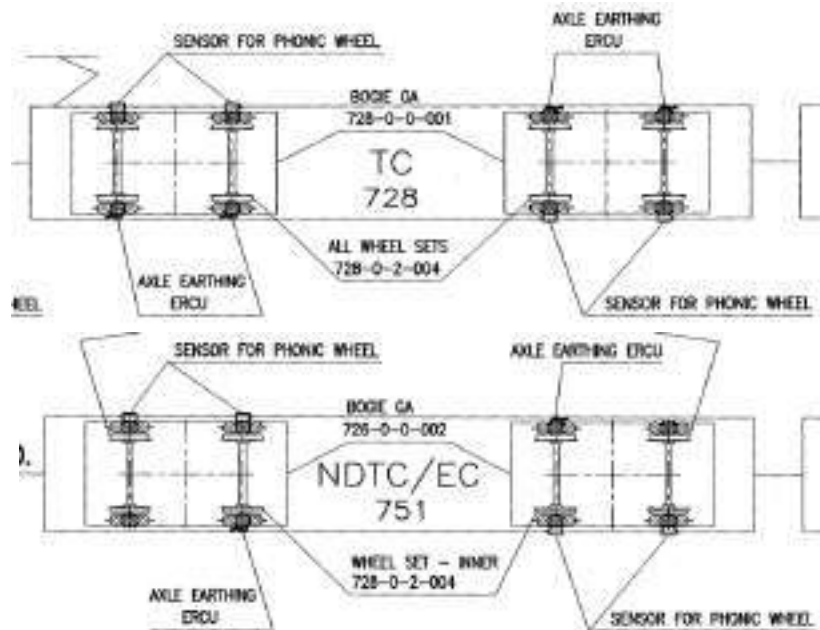 SENSOR FOR PHONIC WHEEL
AXLE EARTHING
ERCU
BOGIE GA
728-0-0-001
TC
728
ALL WHEEL SETS
728-0-2-004
AXLE EARTHING
ERCU
SENSOR FOR PHONIC WHEEL
SENSOR FOR PHONIC WHEEL
AXLE EARTHING ERCU
BOGIE GA
728-0-0-002
NDTC/EC
751
WHEEL SET - INNER
728-0-2-004
AXLE EARTHING
ERCU
SENSOR FOR PHONIC WHEEL